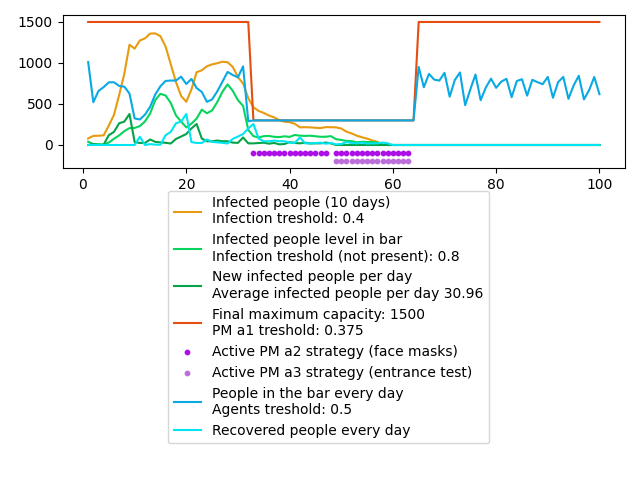 1500
1000
500
0
0
20
40
60
80
100
Infected people (10 days)
Infection treshold: 0.4
Infected people level in bar
Infection treshold (not present): 0.8
New infected people per day
Average infected people per day 30.96
Final maximum capacity: 1500
PM a1 treshold: 0.375
Active PM a2 strategy (face masks)
Active PM a3 strategy (entrance test)
People in the bar every day
Agents treshold: 0.5
Recovered people every day